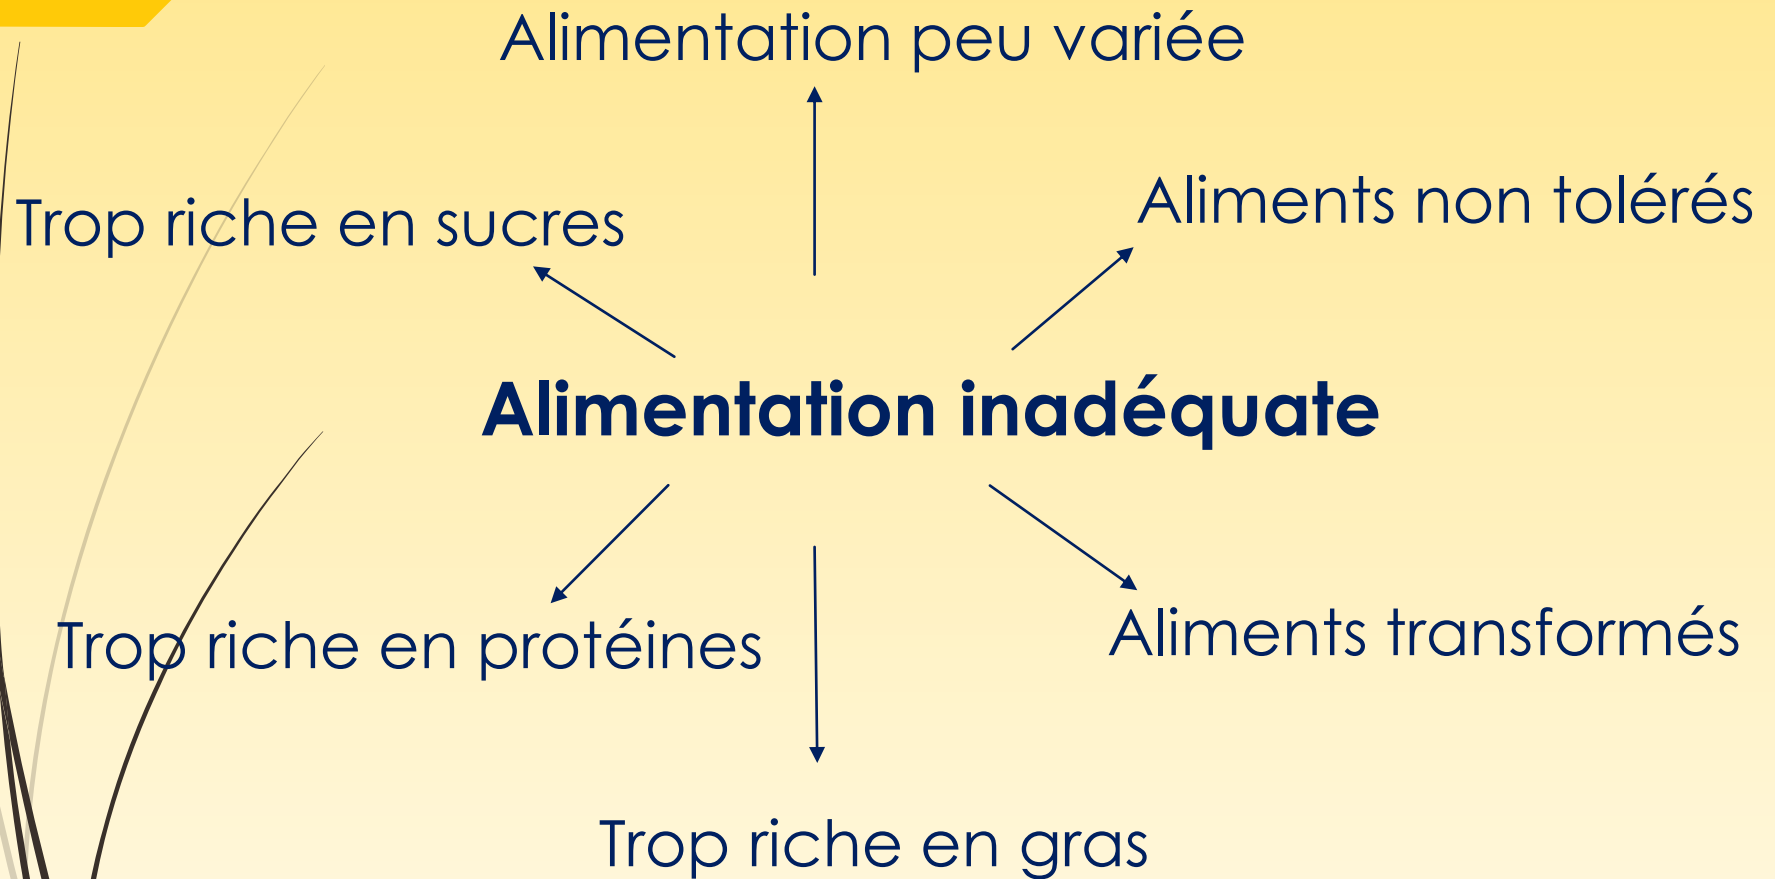 Alimentation peu variée
Aliments non tolérés
Trop riche en sucres
Alimentation inadéquate
Trop riche en protéines
Aliments transformés
Trop riche en gras